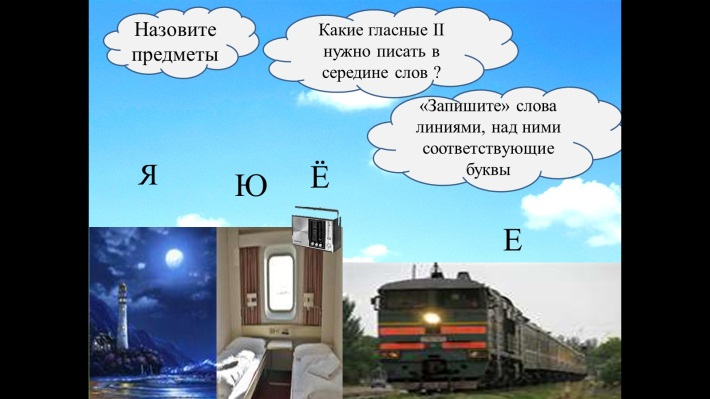 Назовите
предметы
Какие гласные II
нужно писать в
середине слов ?
«Запишите» слова
линиями, над ними
соответствующие
буквы
Я
Ю
Ё
Е